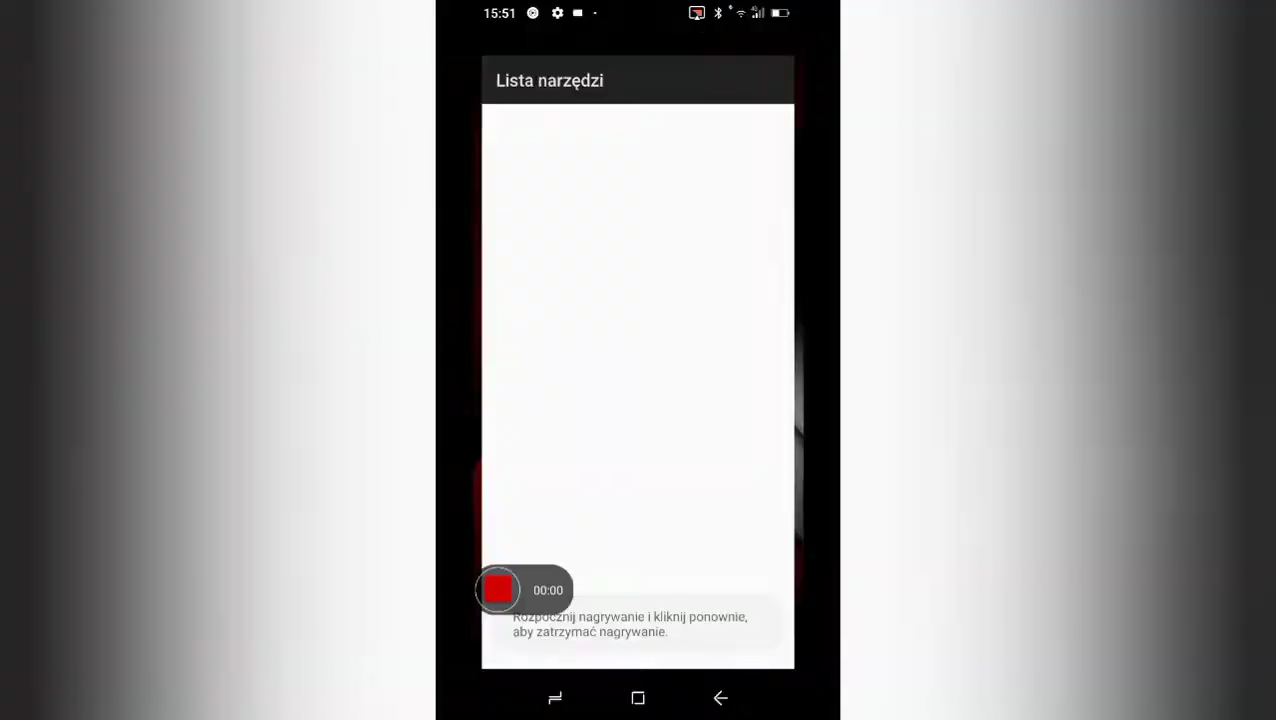 15:51
Lista narzędzi
00:00
Rozpocznij nagrywanie i kliknij ponownie,
aby zatrzymać nagrywanie.